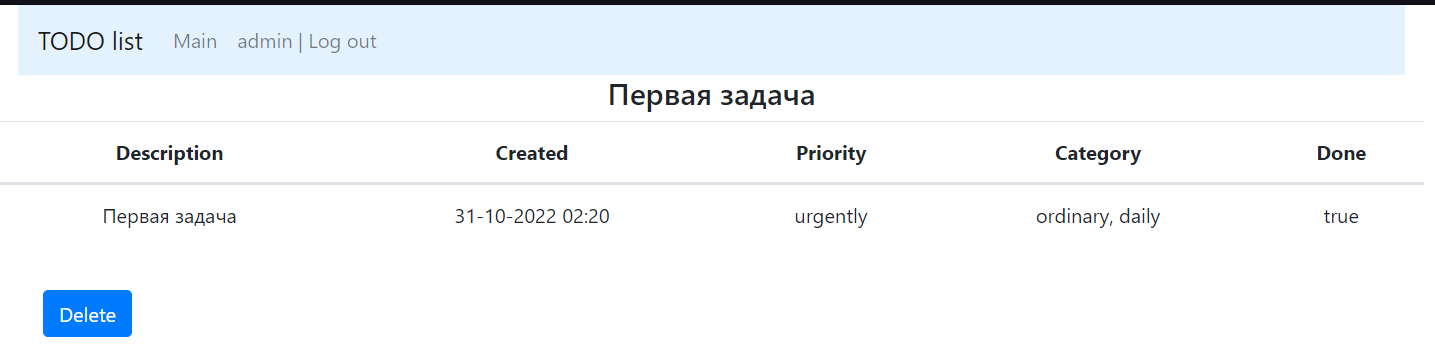 TODO list Main admin | Log out
Первая задача
Description Created Priority Category Done
Первая задача 31-10-2022 02:20 urgently ordinary, daily true
Delete